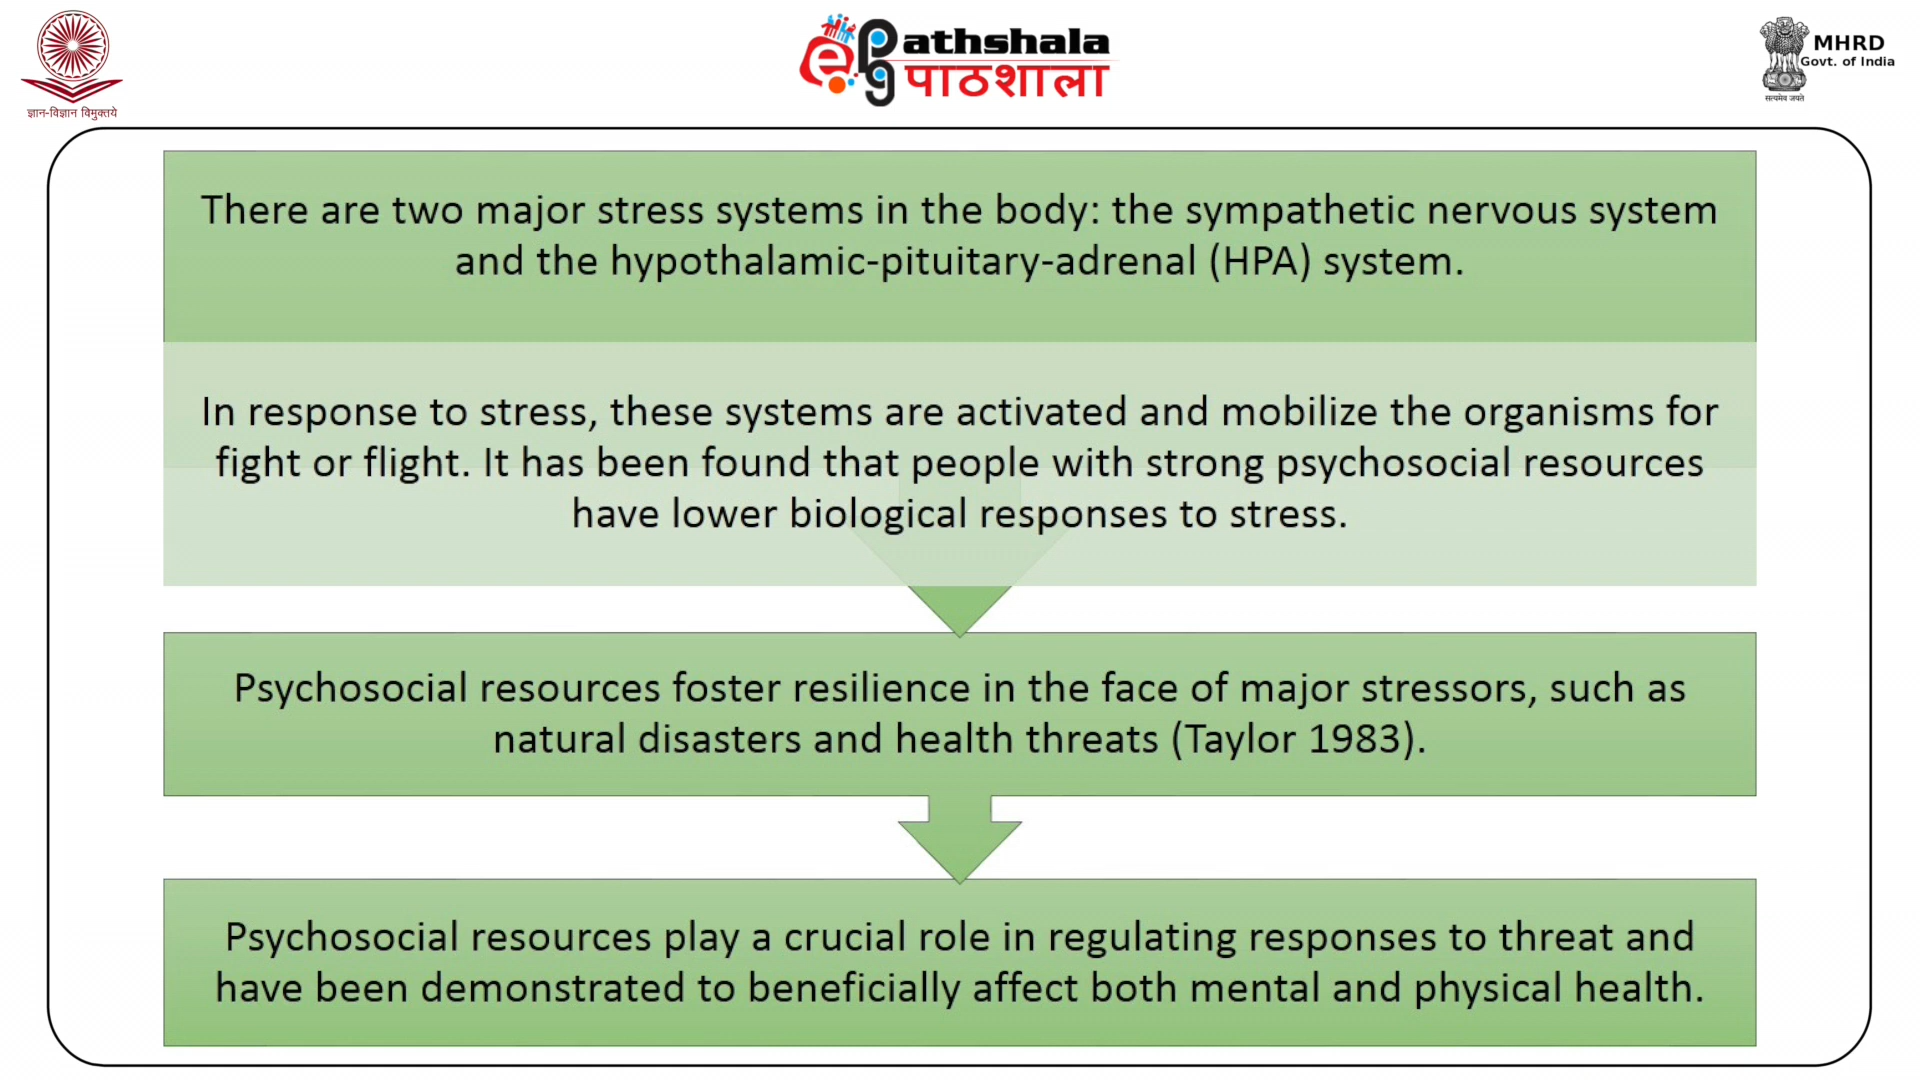 ज्ञान-विज्ञान विमुक्तये
e pg athshala
पाठशाला
MHRD
Govt. of India
सत्यमेव जयते
There are two major stress systems in the body: the sympathetic nervous system
and the hypothalamic-pituitary-adrenal (HPA) system.
In response to stress, these systems are activated and mobilize the organisms for
fight or flight. It has been found that people with strong psychosocial resources
have lower biological responses to stress.
Psychosocial resources foster resilience in the face of major stressors, such as
natural disasters and health threats (Taylor 1983).
Psychosocial resources play a crucial role in regulating responses to threat and
have been demonstrated to beneficially affect both mental and physical health.